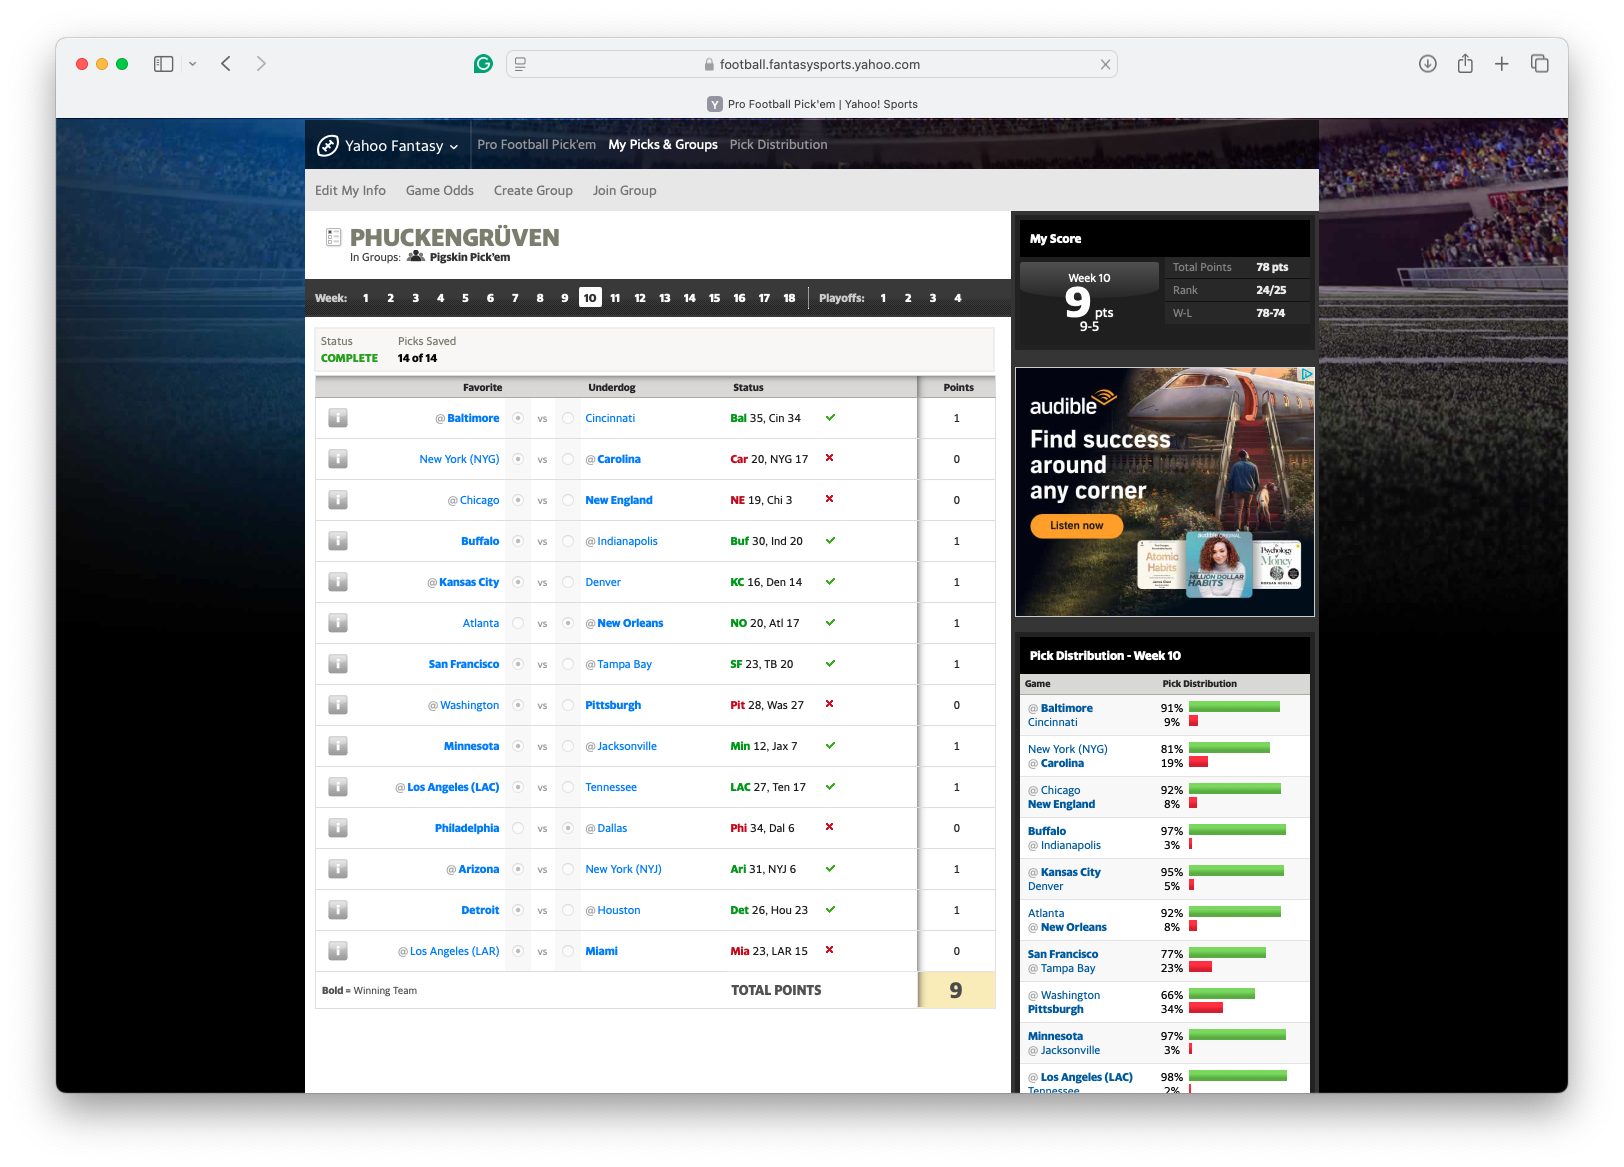 football.fantasysports.yahoo.com
Y Pro Football Pick'em | Yahoo! Sports
Yahoo Fantasy Pro Football Pick'em My Picks & Groups Pick Distribution
Edit My Info Game Odds Create Group Join Group
PHUCKENGRÜVEN
In Groups: Pigskin Pick'em
Week: 1 2 3 4 5 6 7 8 9 10 11 12 13 14 15 16 17 18 Playoffs: 1 2 3 4
Status Picks Saved
COMPLETE 14 of 14
Favorite Underdog Status Points
@ Baltimore vs Cincinnati Bal 35, Cin 34 1
New York (NYG) vs @ Carolina Car 20, NYG 17 0
@ Chicago vs New England NE 19, Chi 3 0
Buffalo vs @ Indianapolis Buf 30, Ind 20 1
@ Kansas City vs Denver KC 16, Den 14 1
Atlanta vs @ New Orleans NO 20, Atl 17 1
San Francisco vs @ Tampa Bay SF 23, TB 20 1
@ Washington vs Pittsburgh Pit 28, Was 27 0
Minnesota vs @ Jacksonville Min 12, Jax 7 1
@ Los Angeles (LAC) vs Tennessee LAC 27, Ten 17 1
Philadelphia vs @ Dallas Phi 34, Dal 6 0
@ Arizona vs New York (NYJ) Ari 31, NYJ 6 1
Detroit vs @ Houston Det 26, Hou 23 1
@ Los Angeles (LAR) vs Miami Mia 23, LAR 15 0
Bold = Winning Team TOTAL POINTS 9
My Score
Week 10
9 pts
9-5
Total Points 78 pts
Rank 24/25
W-L 78-74
audible
Find success
around
any corner
Listen now
Atomic
Habits
audible ORIGINAL
MILLION DOLLAR
HABITS
The Psychology
of Money
MORGAN HOUSEL
Pick Distribution - Week 10
Game Pick Distribution
@ Baltimore 91%
Cincinnati 9%
New York (NYG) 81%
@ Carolina 19%
@ Chicago 92%
New England 8%
Buffalo 97%
@ Indianapolis 3%
@ Kansas City 95%
Denver 5%
Atlanta 92%
@ New Orleans 8%
San Francisco 77%
@ Tampa Bay 23%
@ Washington 66%
Pittsburgh 34%
Minnesota 97%
@ Jacksonville 3%
@ Los Angeles (LAC) 98%
Tennessee 2%